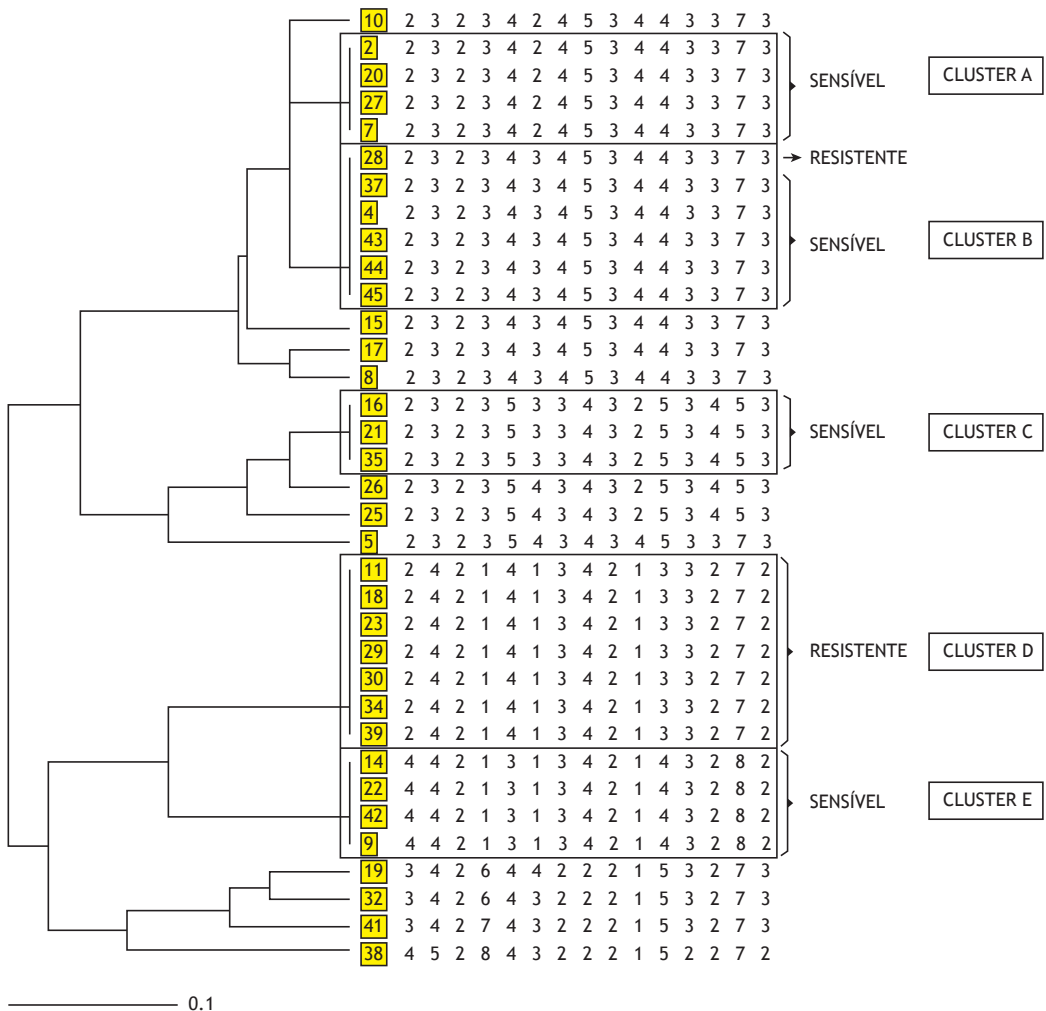 10 2 3 2 3 4 2 4 5 3 4 4 3 3 7 3
2 2 3 2 3 4 2 4 5 3 4 4 3 3 7 3
20 2 3 2 3 4 2 4 5 3 4 4 3 3 7 3 SENSÍVEL CLUSTER A
27 2 3 2 3 4 2 4 5 3 4 4 3 3 7 3
7 2 3 2 3 4 2 4 5 3 4 4 3 3 7 3
28 2 3 2 3 4 3 4 5 3 4 4 3 3 7 3 RESISTENTE
37 2 3 2 3 4 3 4 5 3 4 4 3 3 7 3
4 2 3 2 3 4 3 4 5 3 4 4 3 3 7 3
43 2 3 2 3 4 3 4 5 3 4 4 3 3 7 3 SENSÍVEL CLUSTER B
44 2 3 2 3 4 3 4 5 3 4 4 3 3 7 3
45 2 3 2 3 4 3 4 5 3 4 4 3 3 7 3
15 2 3 2 3 4 3 4 5 3 4 4 3 3 7 3
17 2 3 2 3 4 3 4 5 3 4 4 3 3 7 3
8 2 3 2 3 4 3 4 5 3 4 4 3 3 7 3
16 2 3 2 3 5 3 3 4 3 2 5 3 4 5 3
21 2 3 2 3 5 3 3 4 3 2 5 3 4 5 3 SENSÍVEL CLUSTER C
35 2 3 2 3 5 3 3 4 3 2 5 3 4 5 3
26 2 3 2 3 5 4 3 4 3 2 5 3 4 5 3
25 2 3 2 3 5 4 3 4 3 2 5 3 4 5 3
5 2 3 2 3 5 4 3 4 3 4 5 3 3 7 3
11 2 4 2 1 4 1 3 4 2 1 3 3 2 7 2
18 2 4 2 1 4 1 3 4 2 1 3 3 2 7 2
23 2 4 2 1 4 1 3 4 2 1 3 3 2 7 2
29 2 4 2 1 4 1 3 4 2 1 3 3 2 7 2 RESISTENTE CLUSTER D
30 2 4 2 1 4 1 3 4 2 1 3 3 2 7 2
34 2 4 2 1 4 1 3 4 2 1 3 3 2 7 2
39 2 4 2 1 4 1 3 4 2 1 3 3 2 7 2
14 4 4 2 1 3 1 3 4 2 1 4 3 2 8 2
22 4 4 2 1 3 1 3 4 2 1 4 3 2 8 2 SENSÍVEL CLUSTER E
42 4 4 2 1 3 1 3 4 2 1 4 3 2 8 2
9 4 4 2 1 3 1 3 4 2 1 4 3 2 8 2
19 3 4 2 6 4 4 2 2 2 1 5 3 2 7 3
32 3 4 2 6 4 3 2 2 2 1 5 3 2 7 3
41 3 4 2 7 4 3 2 2 2 1 5 3 2 7 3
38 4 5 2 8 4 3 2 2 2 1 5 2 2 7 2
0.1